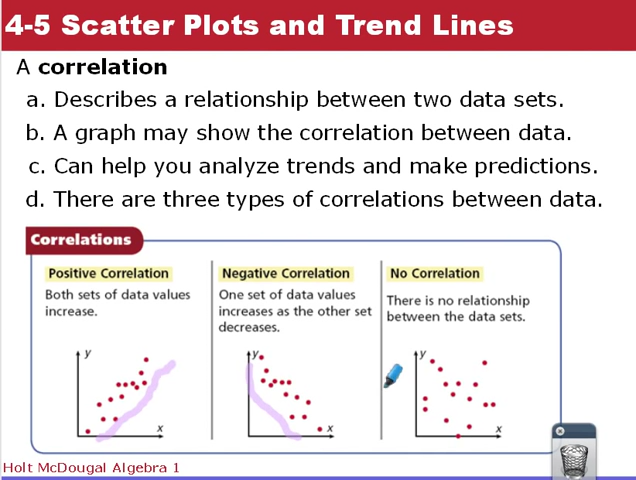 4-5 Scatter Plots and Trend Lines
A correlation
a. Describes a relationship between two data sets.
b. A graph may show the correlation between data.
c. Can help you analyze trends and make predictions.
d. There are three types of correlations between data.
Correlations
Positive Correlation
Both sets of data values
increase.
y
x
Negative Correlation
One set of data values
increases as the other set
decreases.
y
x
No Correlation
There is no relationship
between the data sets.
y
x
Holt McDougal Algebra 1